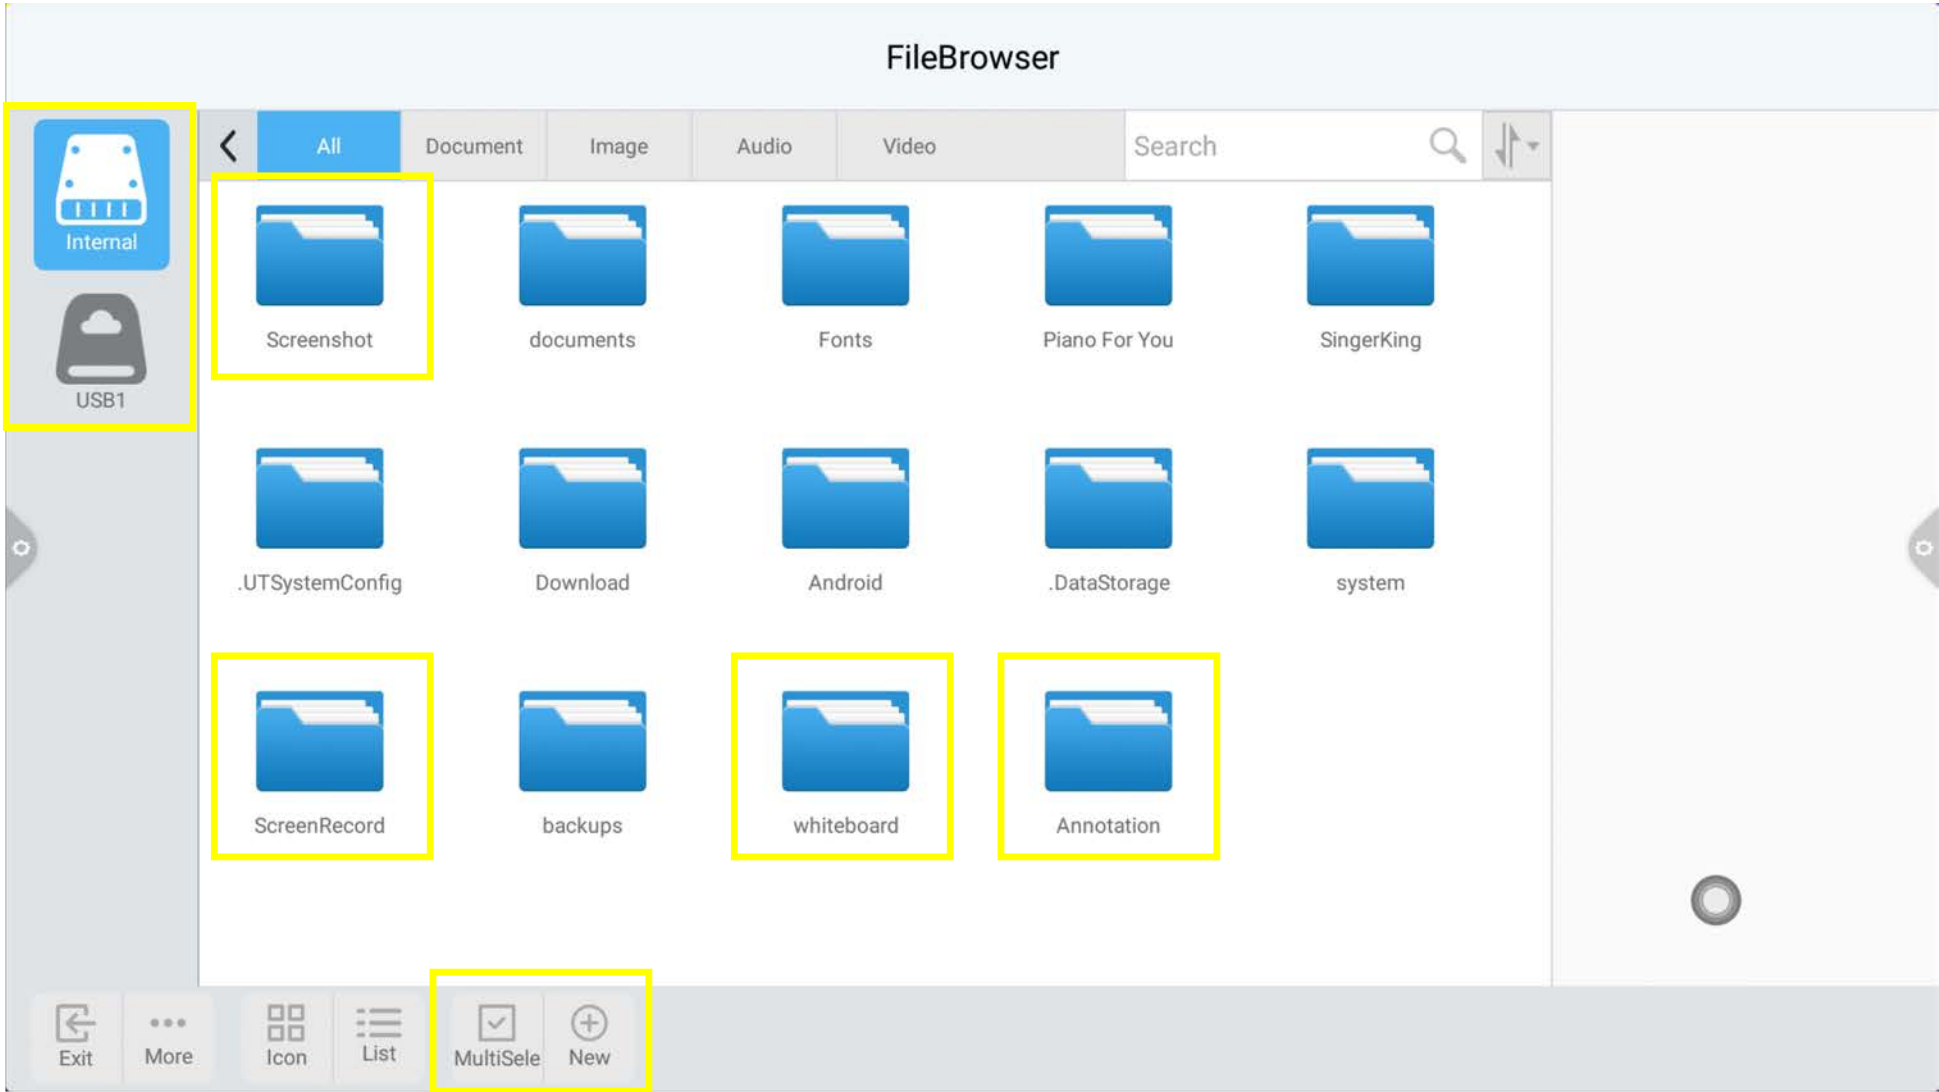 FileBrowser
Internal
USB1
All Document Image Audio Video Search
Screenshot documents Fonts Piano For You SingerKing
.UTSystemConfig Download Android .DataStorage system
ScreenRecord backups whiteboard Annotation
Exit More Icon List MultiSele New